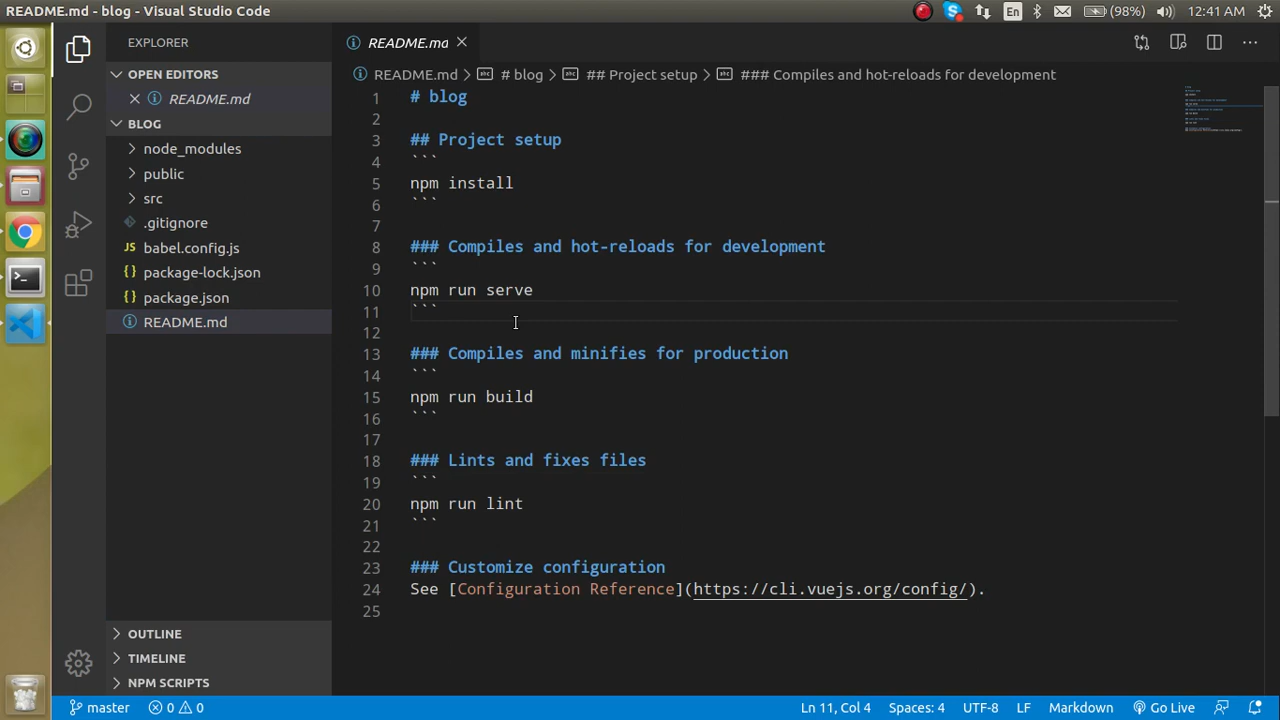 README.md - blog - Visual Studio Code
En
(98%)
12:41 AM
EXPLORER
OPEN EDITORS
README.md
BLOG
node_modules
public
src
.gitignore
JS babel.config.js
{} package-lock.json
{} package.json
README.md
OUTLINE
TIMELINE
NPM SCRIPTS
README.md
README.md > # blog > ## Project setup > ### Compiles and hot-reloads for development
1 # blog
2
3 ## Project setup
4 ```
5 npm install
6 ```
7
8 ### Compiles and hot-reloads for development
9 ```
10 npm run serve
11 ```
12
13 ### Compiles and minifies for production
14 ```
15 npm run build
16 ```
17
18 ### Lints and fixes files
19 ```
20 npm run lint
21 ```
22
23 ### Customize configuration
24 See [Configuration Reference](https://cli.vuejs.org/config/).
25
master
0 0
Ln 11, Col 4
Spaces: 4
UTF-8
LF
Markdown
Go Live